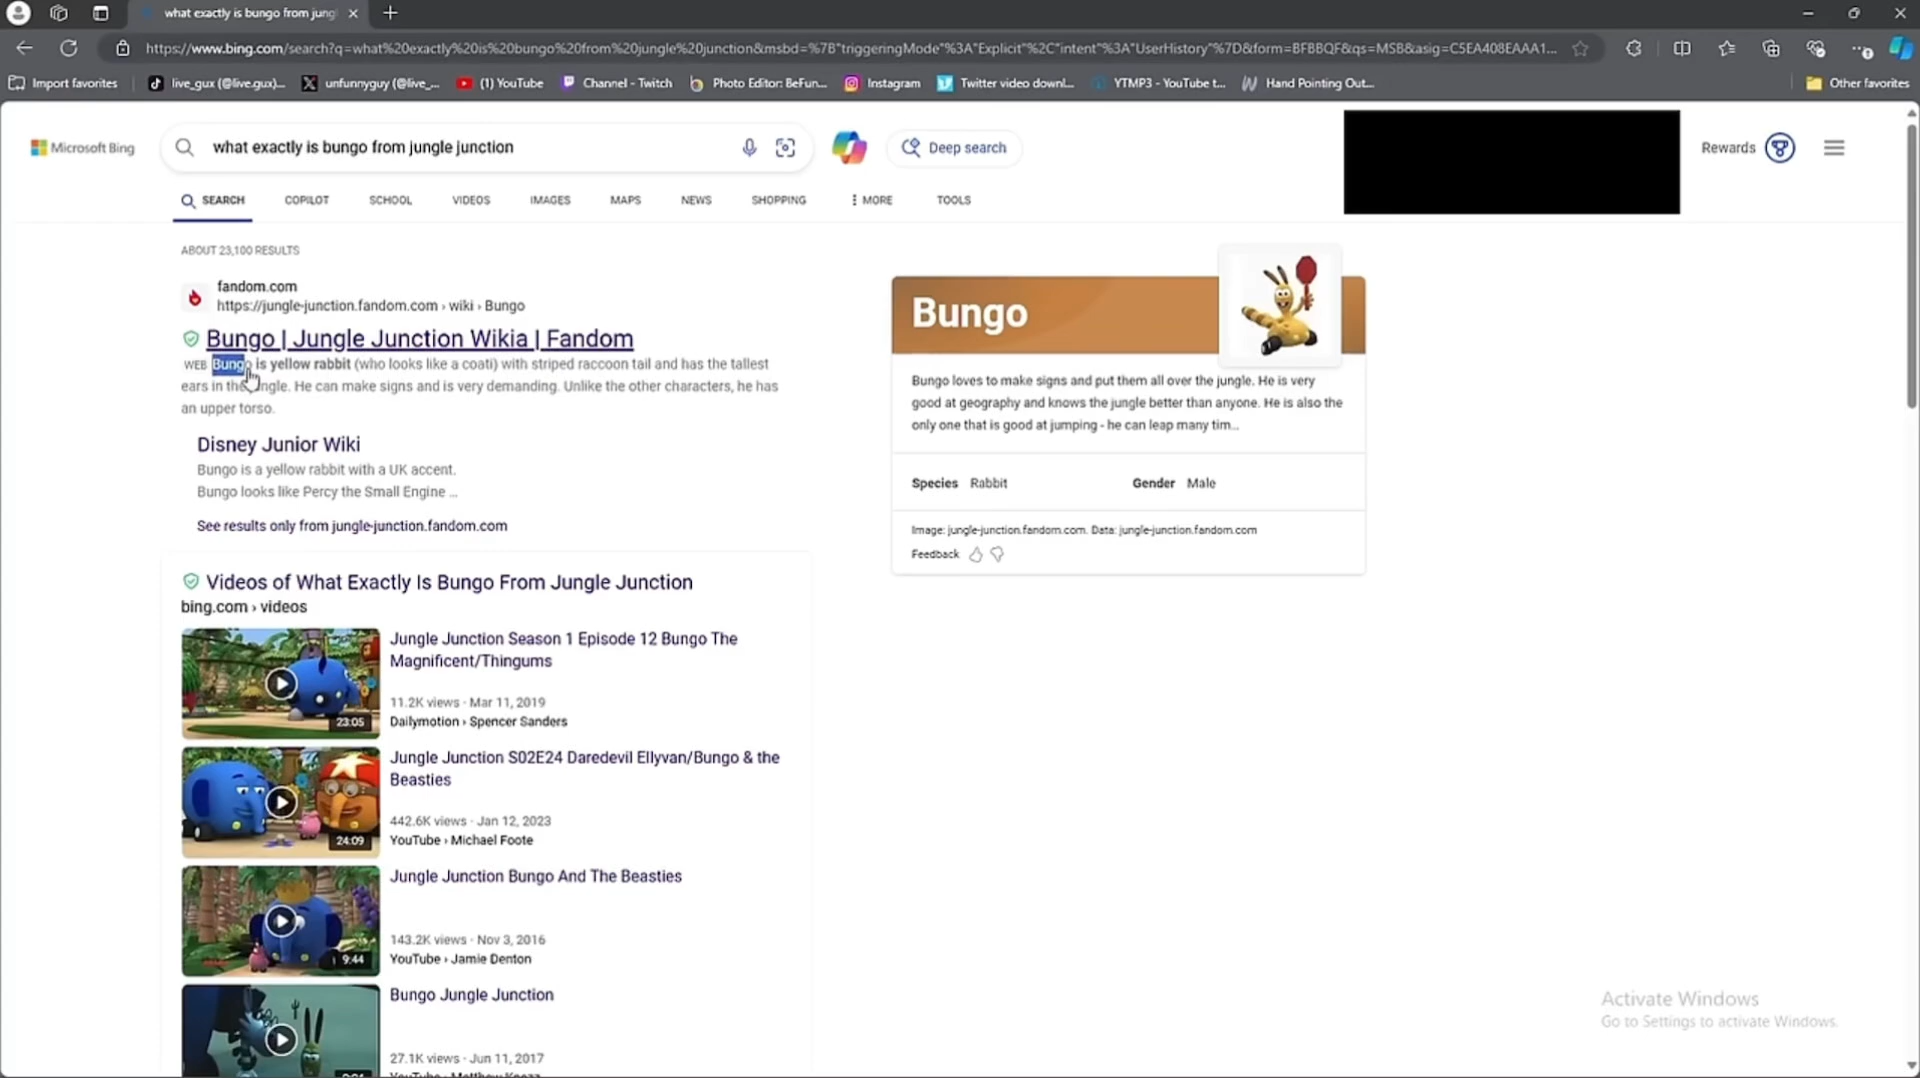 what exactly is bungo from jung
https://www.bing.com/search?q=what%20exactly%20is%20bungo%20from%20jungle%20junction&msbd=%7B"triggeringMode"%3A"Explicit"%2C"intent"%3A"UserHistory"%7D&form=BFBBQF&qs=MSB&asig=C5EA408EAAA1...
Import favorites
live_gux (@live.gux)...
unfunnyguy (@live_...
(1) YouTube
Channel - Twitch
Photo Editor: BeFun...
Instagram
Twitter video downl...
YTMP3 - YouTube t...
Hand Pointing Out...
Other favorites
Microsoft Bing
what exactly is bungo from jungle junction
Deep search
Rewards
SEARCH
COPILOT
SCHOOL
VIDEOS
IMAGES
MAPS
NEWS
SHOPPING
MORE
TOOLS
ABOUT 23,100 RESULTS
fandom.com
https://jungle-junction.fandom.com › wiki › Bungo
Bungo | Jungle Junction Wikia | Fandom
WEB Bungo is yellow rabbit (who looks like a coati) with striped raccoon tail and has the tallest
ears in the jungle. He can make signs and is very demanding. Unlike the other characters, he has
an upper torso.
Disney Junior Wiki
Bungo is a yellow rabbit with a UK accent.
Bungo looks like Percy the Small Engine ...
See results only from jungle-junction.fandom.com
Videos of What Exactly Is Bungo From Jungle Junction
bing.com › videos
Jungle Junction Season 1 Episode 12 Bungo The
Magnificent/Thingums
11.2K views · Mar 11, 2019
Dailymotion › Spencer Sanders
23:05
Jungle Junction S02E24 Daredevil Ellyvan/Bungo & the
Beasties
442.6K views · Jan 12, 2023
YouTube › Michael Foote
24:09
Jungle Junction Bungo And The Beasties
143.2K views · Nov 3, 2016
YouTube › Jamie Denton
9:44
Bungo Jungle Junction
27.1K views · Jun 11, 2017
Bungo
Bungo loves to make signs and put them all over the jungle. He is very
good at geography and knows the jungle better than anyone. He is also the
only one that is good at jumping - he can leap many tim...
Species Rabbit
Gender Male
Image: jungle-junction.fandom.com. Data: jungle-junction.fandom.com
Feedback
Activate Windows
Go to Settings to activate Windows.